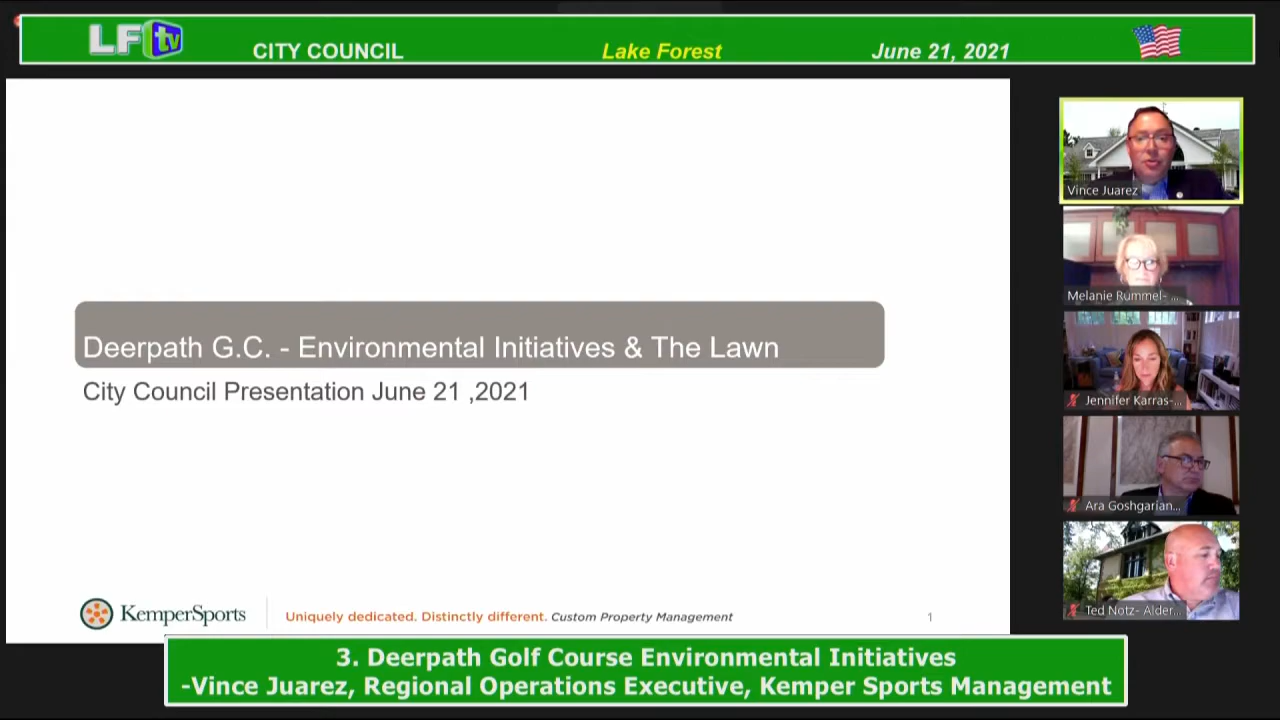 LFtv
CITY COUNCIL
Lake Forest
June 21, 2021
Deerpath G.C. - Environmental Initiatives & The Lawn
City Council Presentation June 21 ,2021
KemperSports
Uniquely dedicated. Distinctly different. Custom Property Management
1
Vince Juarez
Melanie Rummel- ...
Jennifer Karras-...
Ara Goshgarian...
Ted Notz- Alder...
3. Deerpath Golf Course Environmental Initiatives
-Vince Juarez, Regional Operations Executive, Kemper Sports Management